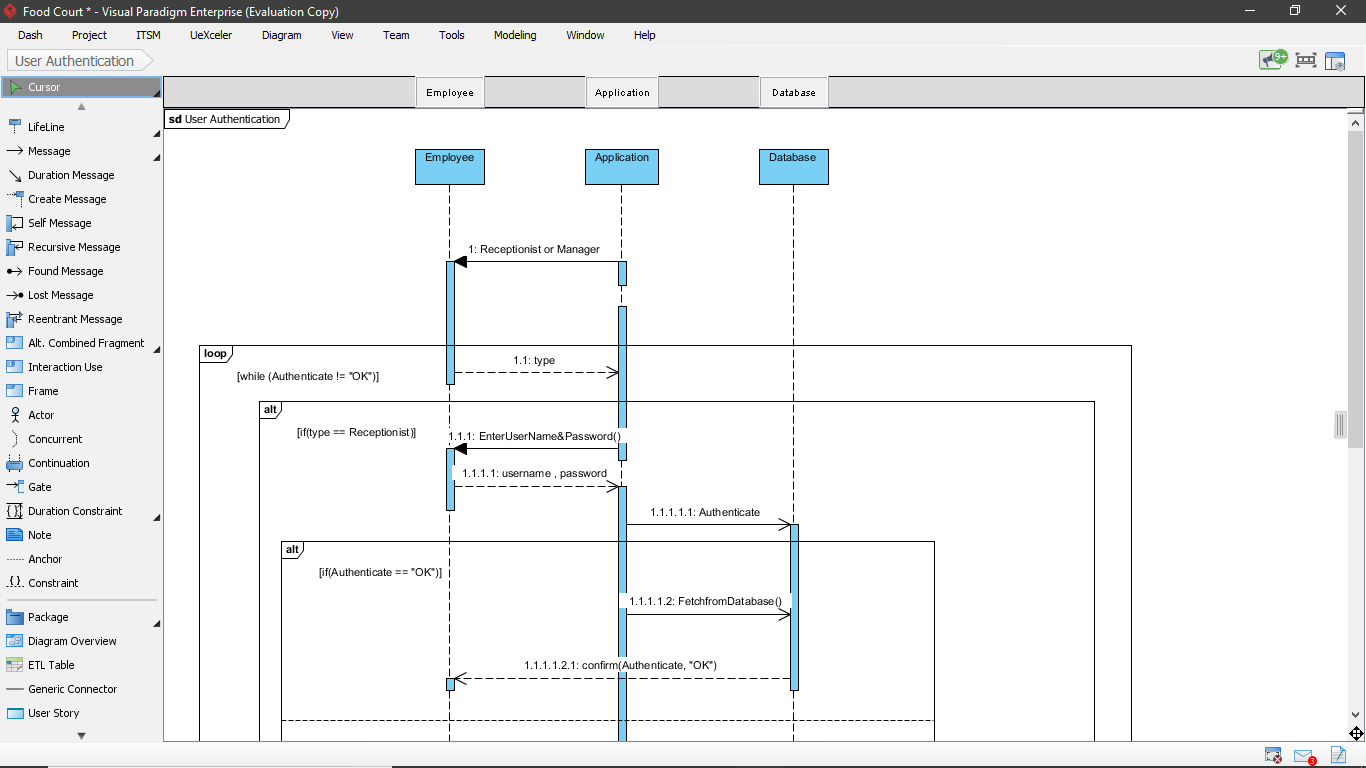 Food Court * - Visual Paradigm Enterprise (Evaluation Copy)
Dash Project ITSM UeXceler Diagram View Team Tools Modeling Window Help
User Authentication
9+
Cursor
LifeLine
Message
Duration Message
Create Message
Self Message
Recursive Message
Found Message
Lost Message
Reentrant Message
Alt. Combined Fragment
Interaction Use
Frame
Actor
Concurrent
Continuation
Gate
Duration Constraint
Note
Anchor
Constraint
Package
Diagram Overview
ETL Table
Generic Connector
User Story
Employee Application Database
sd User Authentication
Employee Application Database
1: Receptionist or Manager
loop
1.1: type
[while (Authenticate != "OK")]
alt
[if(type == Receptionist)]
1.1.1: EnterUserName&Password()
1.1.1.1: username , password
1.1.1.1.1: Authenticate
alt
[if(Authenticate == "OK")]
1.1.1.1.2: FetchfromDatabase()
1.1.1.1.2.1: confirm(Authenticate, "OK")
3